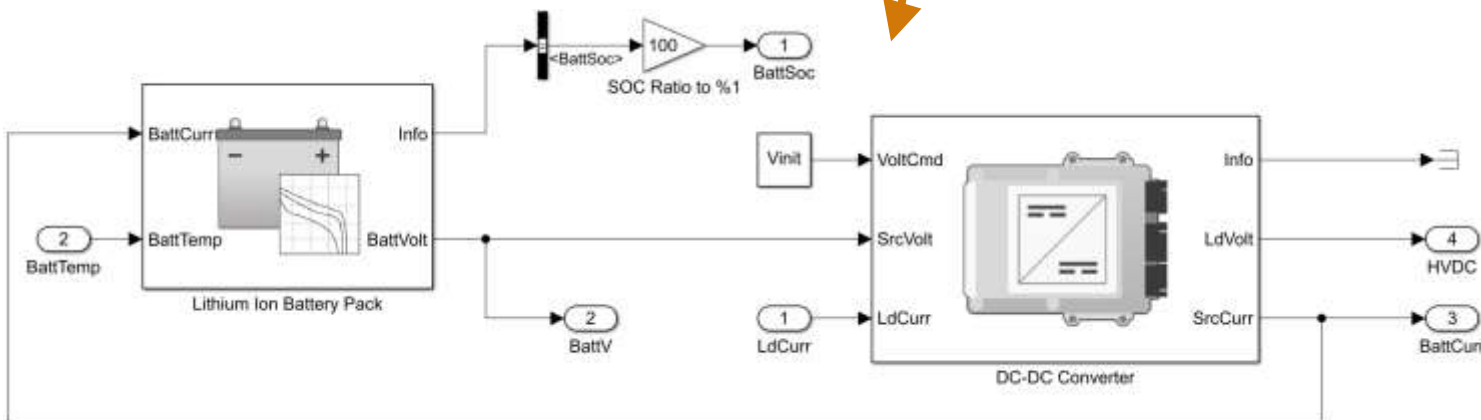 <BattSoc>
100
SOC Ratio to %1
1
BattSoc
BattCurr
Info
BattTemp
BattVolt
- +
Lithium Ion Battery Pack
2
BattTemp
2
BattV
Vinit
1
LdCurr
VoltCmd
Info
SrcVolt
LdVolt
LdCurr
SrcCurr
DC-DC Converter
4
HVDC
3
BattCurr